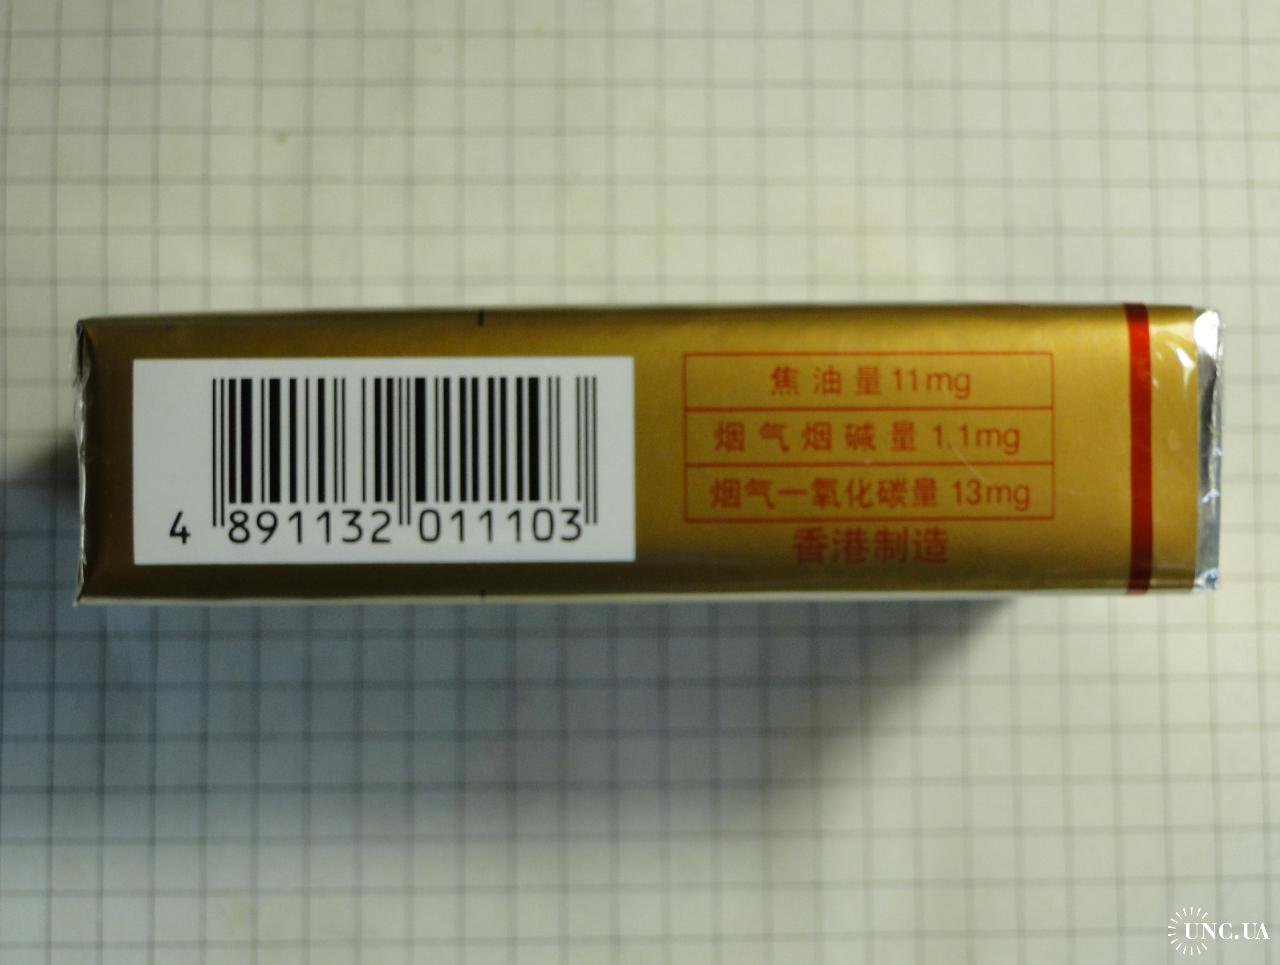 4 891132 011103
焦油量 11mg
烟气烟碱量 1.1mg
烟气一氧化碳量 13mg
香港制造
UNC.UA